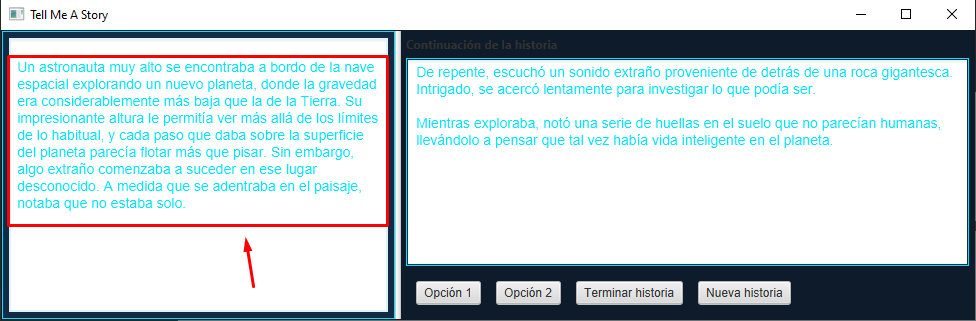 Tell Me A Story
Un astronauta muy alto se encontraba a bordo de la nave
espacial explorando un nuevo planeta, donde la gravedad
era considerablemente más baja que la de la Tierra. Su
impresionante altura le permitía ver más allá de los límites
de lo habitual, y cada paso que daba sobre la superficie
del planeta parecía flotar más que pisar. Sin embargo,
algo extraño comenzaba a suceder en ese lugar
desconocido. A medida que se adentraba en el paisaje,
notaba que no estaba solo.
Continuación de la historia
De repente, escuchó un sonido extraño proveniente de detrás de una roca gigantesca.
Intrigado, se acercó lentamente para investigar lo que podía ser.
Mientras exploraba, notó una serie de huellas en el suelo que no parecían humanas,
llevándolo a pensar que tal vez había vida inteligente en el planeta.
Opción 1
Opción 2
Terminar historia
Nueva historia